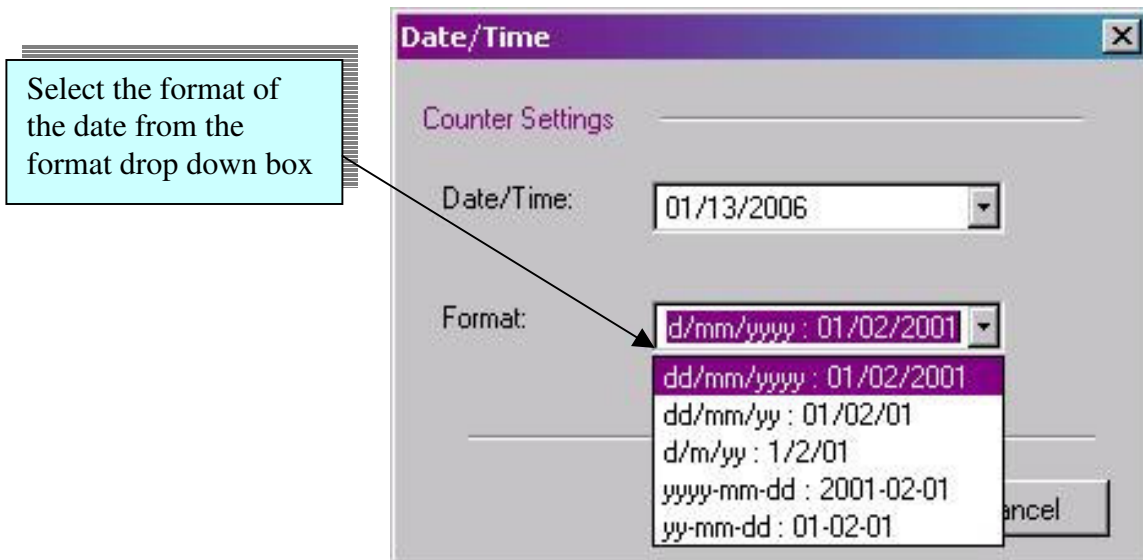 Select the format of
the date from the
format drop down box
Date/Time
Counter Settings
Date/Time:
01/13/2006
Format:
d/mm/yyyy : 01/02/2001
dd/mm/yyyy : 01/02/2001
dd/mm/yy : 01/02/01
d/m/yy : 1/2/01
yyyy-mm-dd : 2001-02-01
yy-mm-dd : 01-02-01
ancel